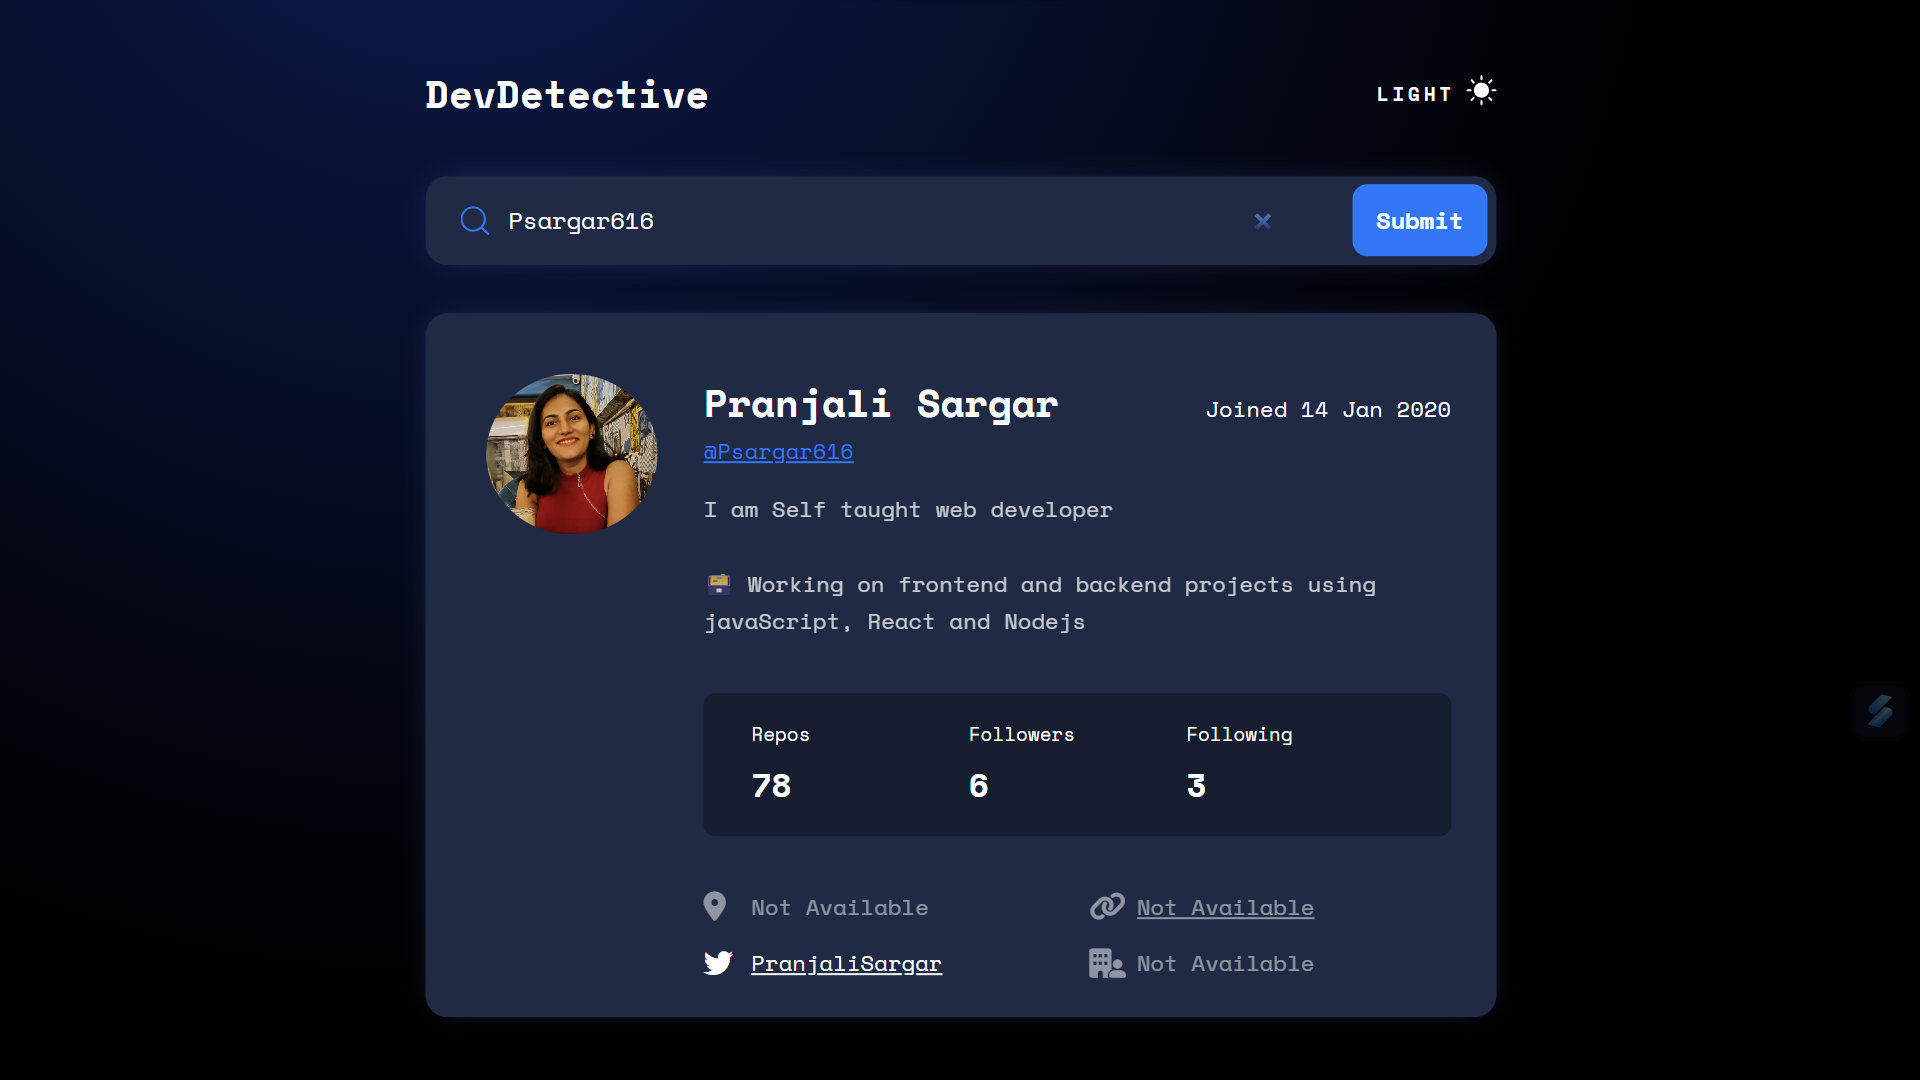 DevDetective
LIGHT
Psargar616
Submit
Pranjali Sargar
Joined 14 Jan 2020
@Psargar616
I am Self taught web developer
Working on frontend and backend projects using
javaScript, React and Nodejs
Repos Followers Following
78 6 3
Not Available Not Available
PranjaliSargar Not Available